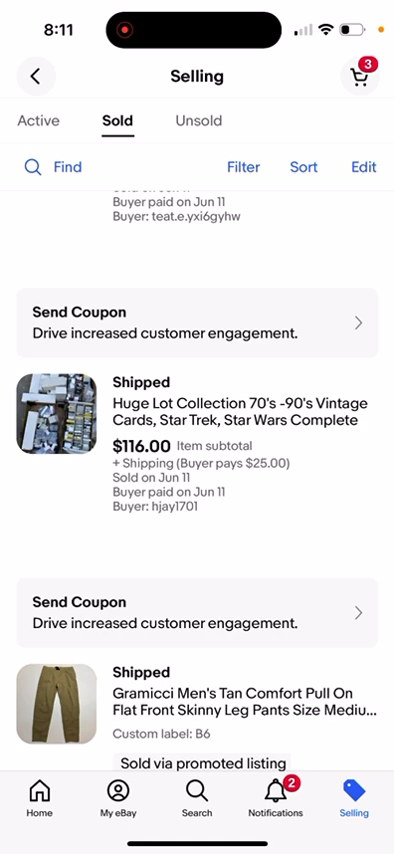 8:11
Selling
3
Active
Sold
Unsold
Find
Filter
Sort
Edit
Buyer paid on Jun 11
Buyer: teat.e.yxi6gyhw
Send Coupon
Drive increased customer engagement.
Shipped
Huge Lot Collection 70's -90's Vintage
Cards, Star Trek, Star Wars Complete
$116.00 Item subtotal
+ Shipping (Buyer pays $25.00)
Sold on Jun 11
Buyer paid on Jun 11
Buyer: hjay1701
Send Coupon
Drive increased customer engagement.
Shipped
Gramicci Men's Tan Comfort Pull On
Flat Front Skinny Leg Pants Size Mediu...
Custom label: B6
Sold via promoted listing
2
Home
My eBay
Search
Notifications
Selling